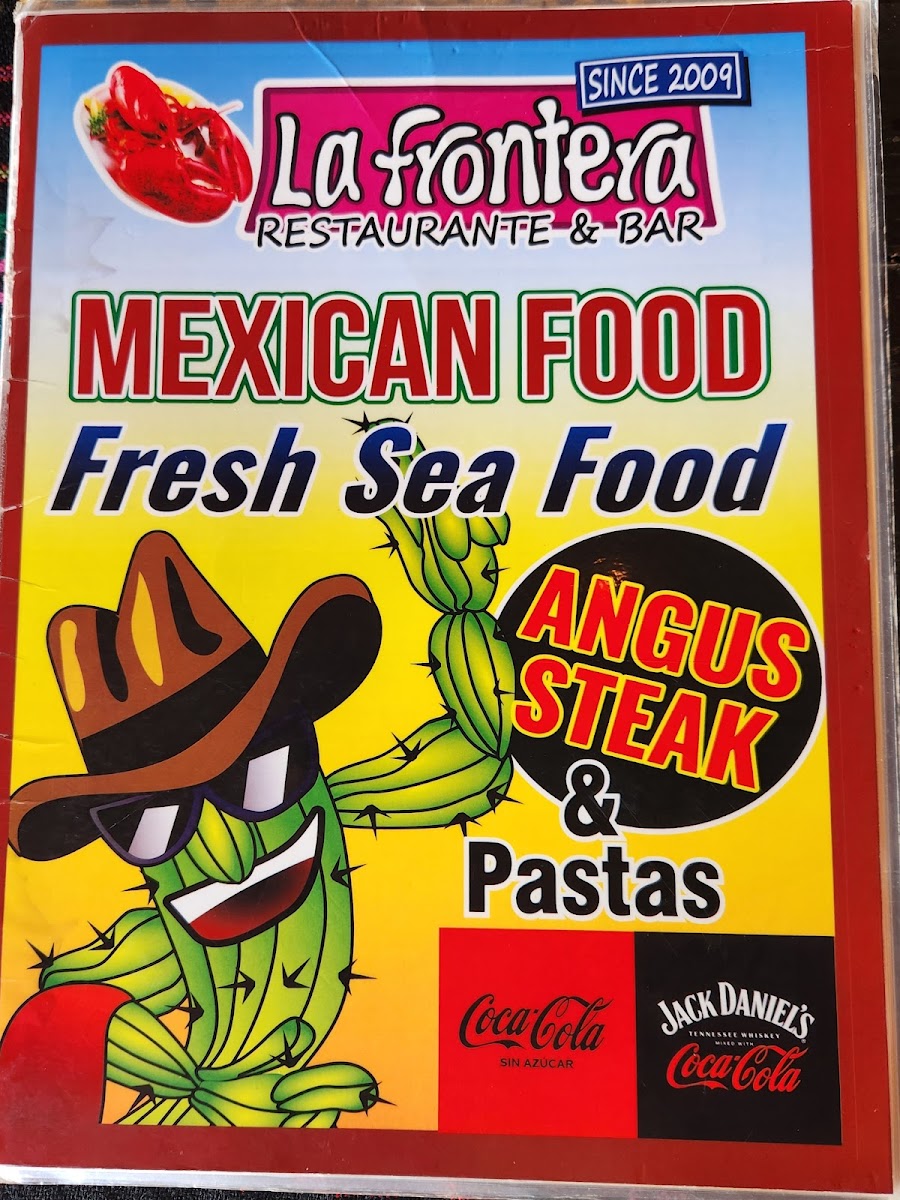 SINCE 2009
La frontera
RESTAURANTE & BAR
MEXICAN FOOD
Fresh Sea Food
ANGUS
STEAK
&
Pastas
Coca-Cola
SIN AZÚCAR
JACK DANIEL'S
TENNESSEE WHISKEY
MIXED WITH
Coca-Cola